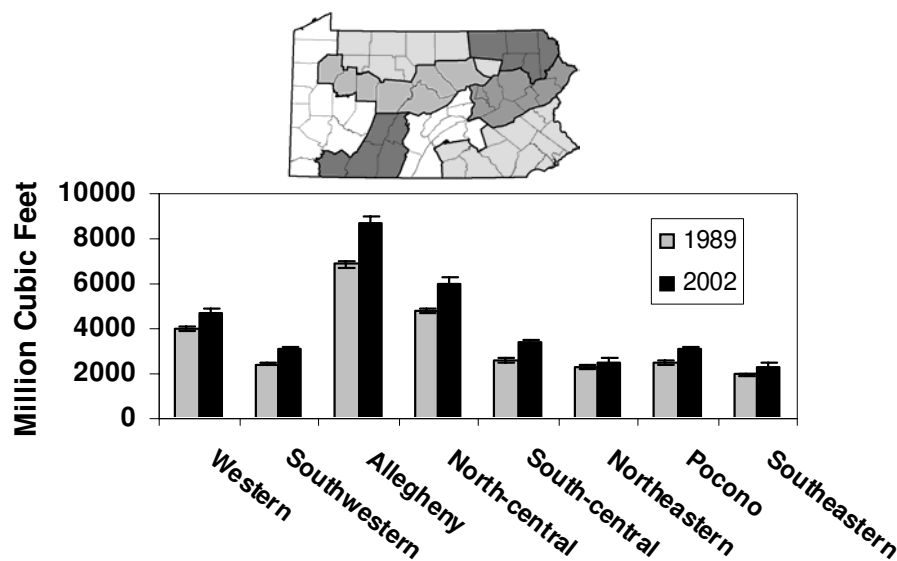 Million Cubic Feet
10000
8000
6000
4000
2000
0
1989
2002
Western
Southwestern
Allegheny
North-central
South-central
Northeastern
Pocono
Southeastern